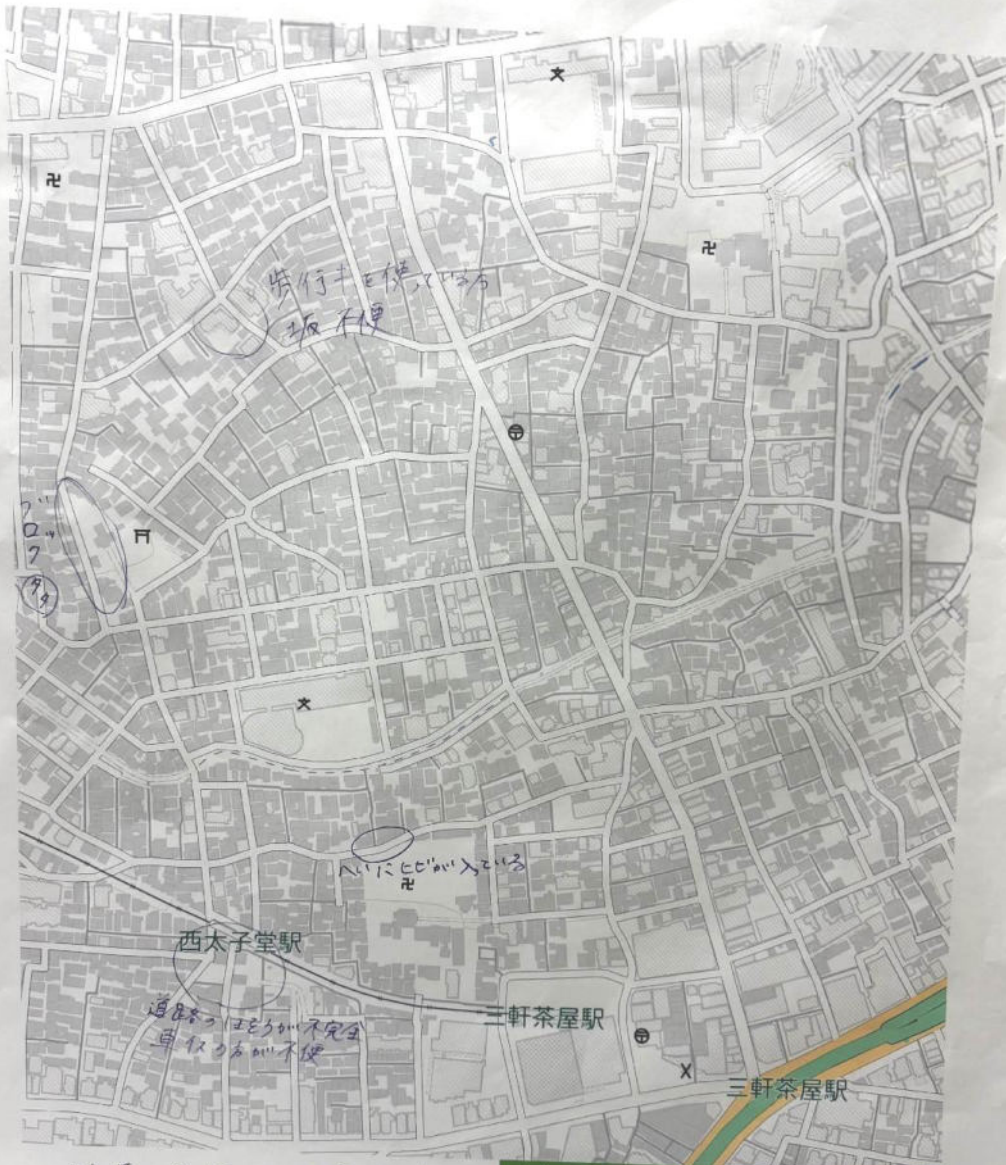 歩行士を使っている方
坂 不便
ブロック
へいにヒビが入っている
西太子堂駅
道路のほそうが不完全
車イスの方が不便
三軒茶屋駅
三軒茶屋駅